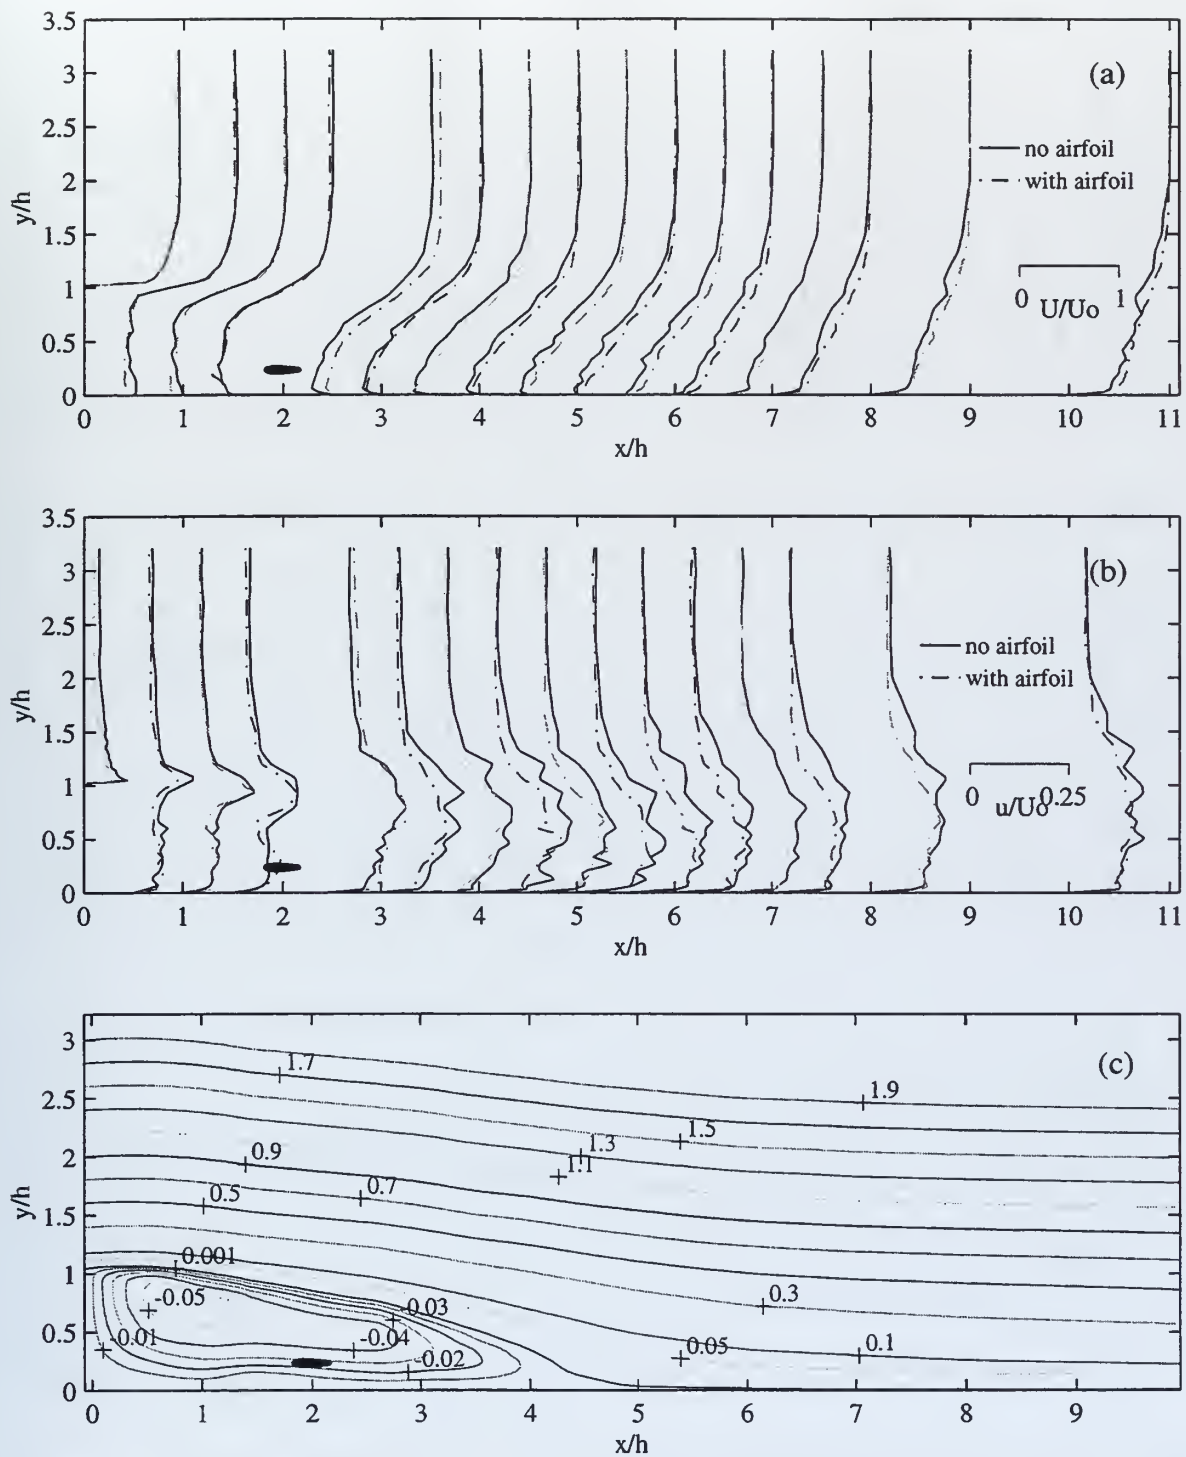 3.5
(a)
3
2.5
no airfoil
2
with airfoil
y/h
1.5
1
0 U/Uo 1
0.5
0
0 1 2 3 4 5 6 7 8 9 10 11
x/h
3.5
(b)
3
2.5
no airfoil
2
with airfoil
y/h
1.5
1
0 u/Uo 0.25
0.5
0
0 1 2 3 4 5 6 7 8 9 10 11
x/h
3
1.7
(c)
1.9
2.5
1.5
1.3
2
0.9
1.1
y/h
0.7
0.5
1.5
0.001
1
-0.05
-0.03
0.3
0.5
-0.01
-0.04
0.05
0.1
-0.02
0
0 1 2 3 4 5 6 7 8 9
x/h